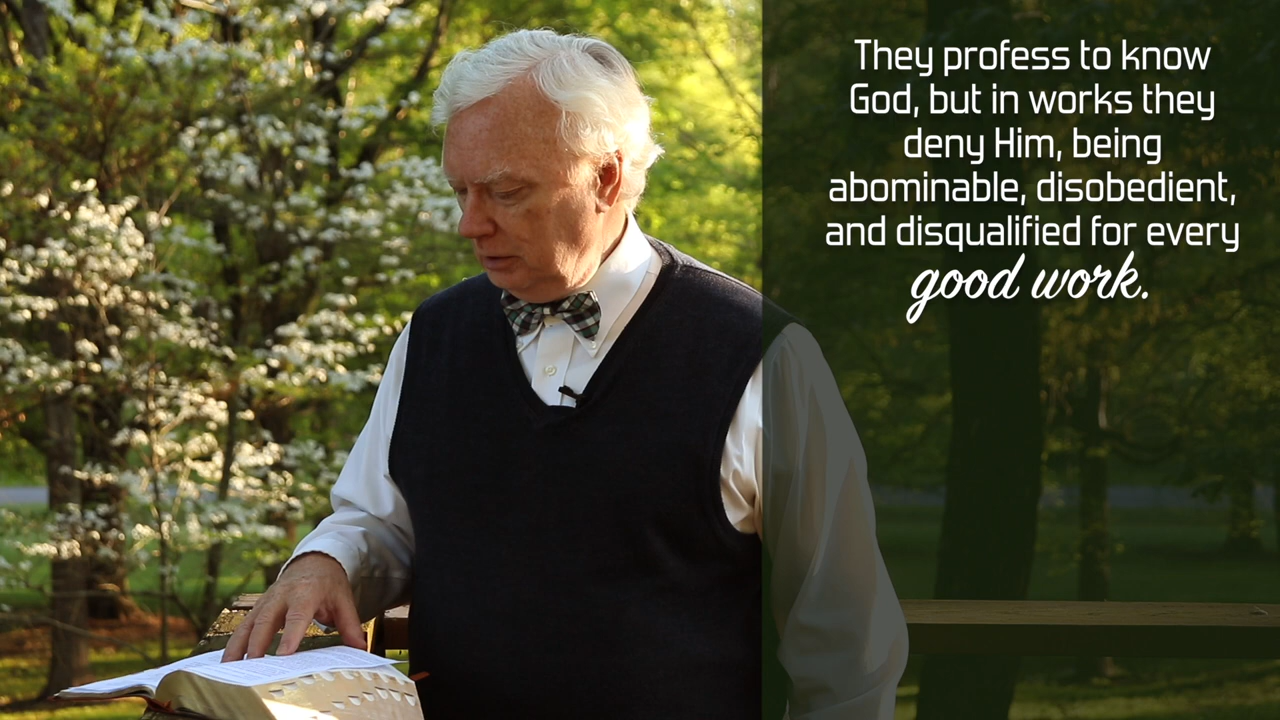 They profess to know
God, but in works they
deny Him, being
abominable, disobedient,
and disqualified for every
good work.